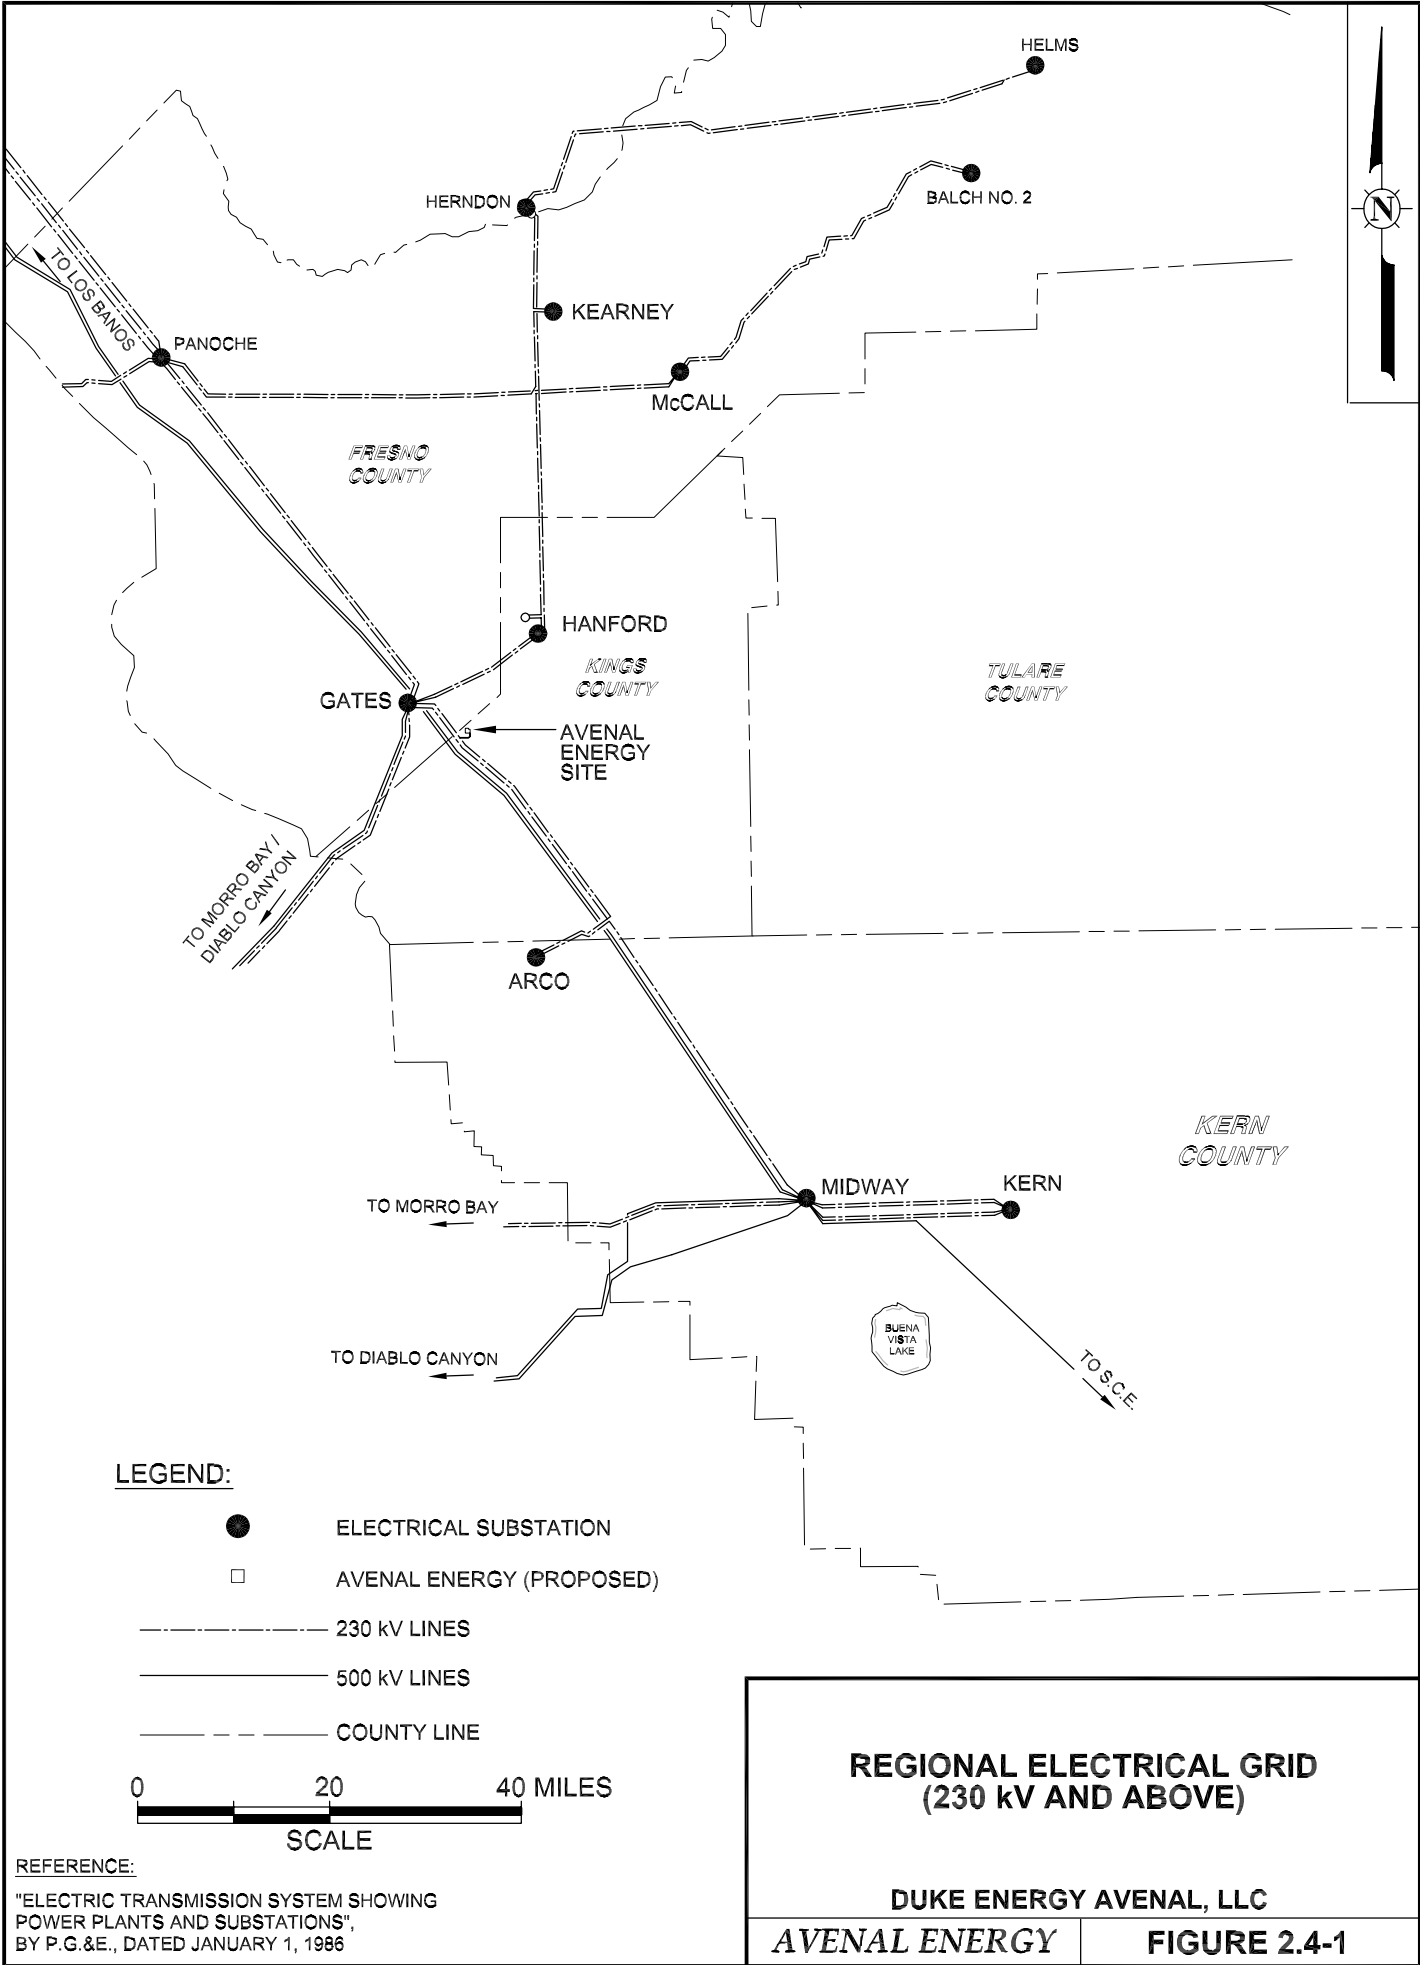 HELMS
BALCH NO. 2
HERNDON
N
TO LOS BANOS
KEARNEY
PANOCHE
McCALL
FRESNO
COUNTY
HANFORD
KINGS
COUNTY
TULARE
COUNTY
GATES
AVENAL
ENERGY
SITE
TO MORRO BAY /
DIABLO CANYON
ARCO
KERN
COUNTY
MIDWAY
KERN
TO MORRO BAY
BUENA
VISTA
LAKE
TO DIABLO CANYON
TO S.C.E.
LEGEND:
ELECTRICAL SUBSTATION
AVENAL ENERGY (PROPOSED)
230 kV LINES
500 kV LINES
COUNTY LINE
0 20 40 MILES
SCALE
REFERENCE:
"ELECTRIC TRANSMISSION SYSTEM SHOWING
POWER PLANTS AND SUBSTATIONS",
BY P.G.&E., DATED JANUARY 1, 1986
REGIONAL ELECTRICAL GRID
(230 kV AND ABOVE)
DUKE ENERGY AVENAL, LLC
AVENAL ENERGY
FIGURE 2.4-1